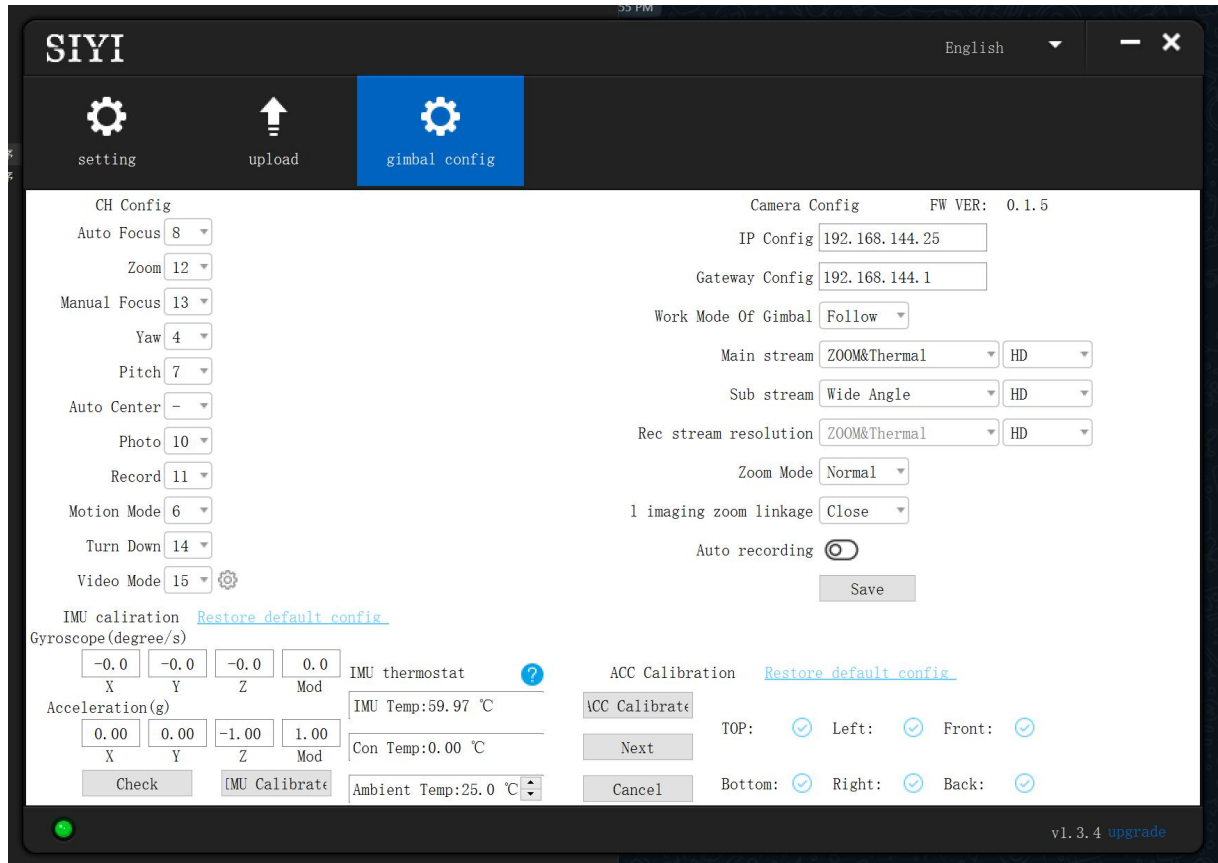 55 PM
SIYI
English
setting
upload
gimbal config
CH Config
Auto Focus 8
Zoom 12
Manual Focus 13
Yaw 4
Pitch 7
Auto Center -
Photo 10
Record 11
Motion Mode 6
Turn Down 14
Video Mode 15
Camera Config FW VER: 0.1.5
IP Config 192.168.144.25
Gateway Config 192.168.144.1
Work Mode Of Gimbal Follow
Main stream ZOOM&Thermal HD
Sub stream Wide Angle HD
Rec stream resolution ZOOM&Thermal HD
Zoom Mode Normal
l imaging zoom linkage Close
Auto recording
Save
IMU caliration Restore default config
Gyroscope(degree/s)
-0.0 -0.0 -0.0 0.0
X Y Z Mod
Acceleration(g)
0.00 0.00 -1.00 1.00
X Y Z Mod
Check IMU Calibrate
IMU thermostat ?
IMU Temp:59.97 ℃
Con Temp:0.00 ℃
Ambient Temp:25.0 ℃
ACC Calibration Restore default config
ACC Calibrate
Next
Cancel
TOP: Left: Front:
Bottom: Right: Back:
v1.3.4 upgrade